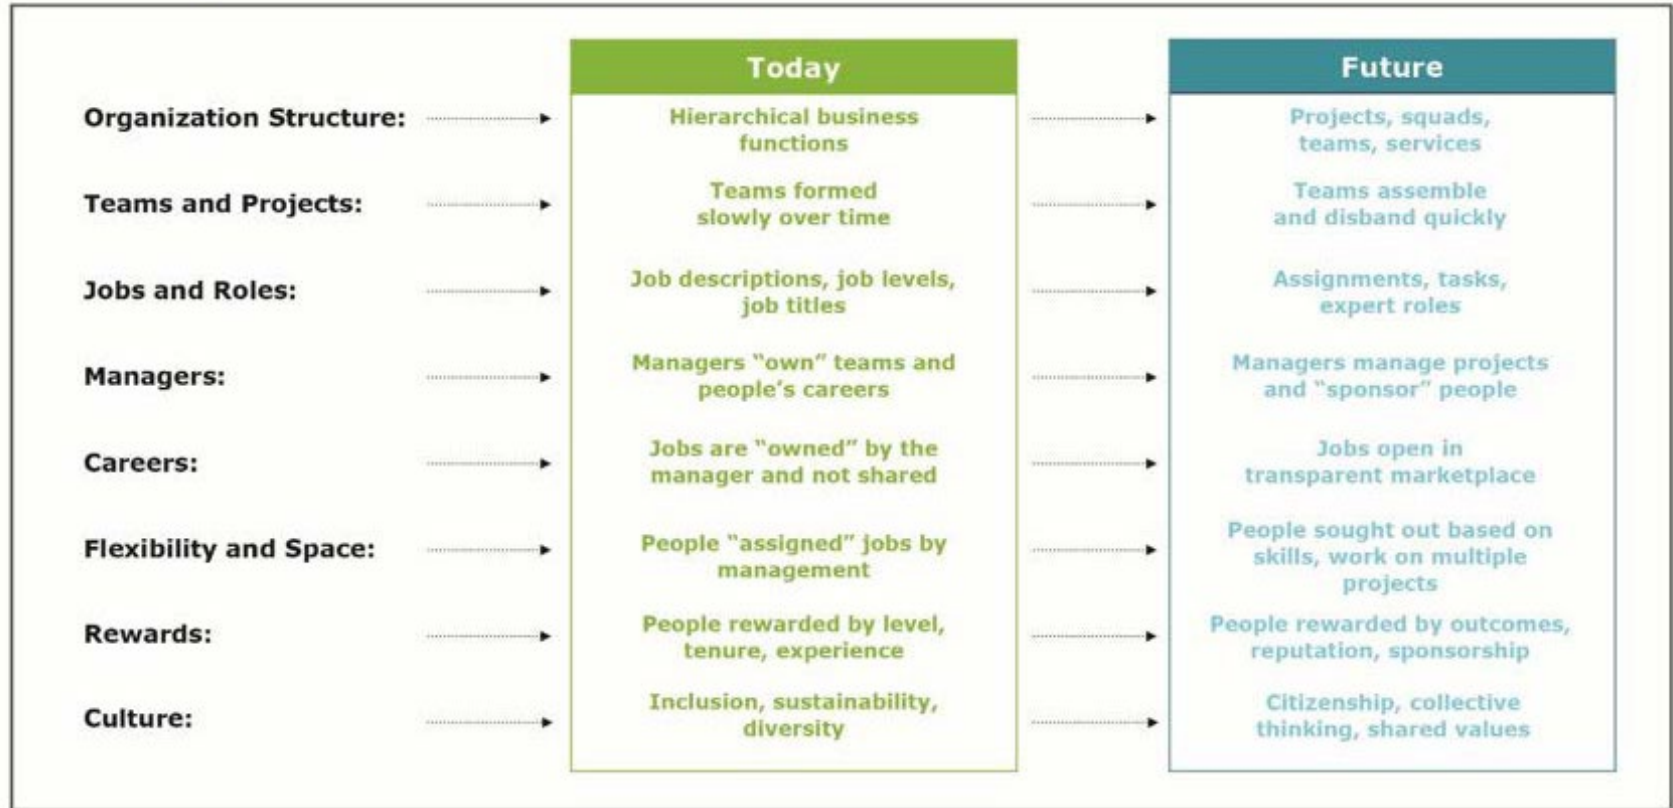 Today
Future
Organization Structure:
Hierarchical business
functions
Projects, squads,
teams, services
Teams and Projects:
Teams formed
slowly over time
Teams assemble
and disband quickly
Jobs and Roles:
Job descriptions, job levels,
job titles
Assignments, tasks,
expert roles
Managers:
Managers “own” teams and
people’s careers
Managers manage projects
and “sponsor” people
Careers:
Jobs are “owned” by the
manager and not shared
Jobs open in
transparent marketplace
Flexibility and Space:
People “assigned” jobs by
management
People sought out based on
skills, work on multiple
projects
Rewards:
People rewarded by level,
tenure, experience
People rewarded by outcomes,
reputation, sponsorship
Culture:
Inclusion, sustainability,
diversity
Citizenship, collective
thinking, shared values